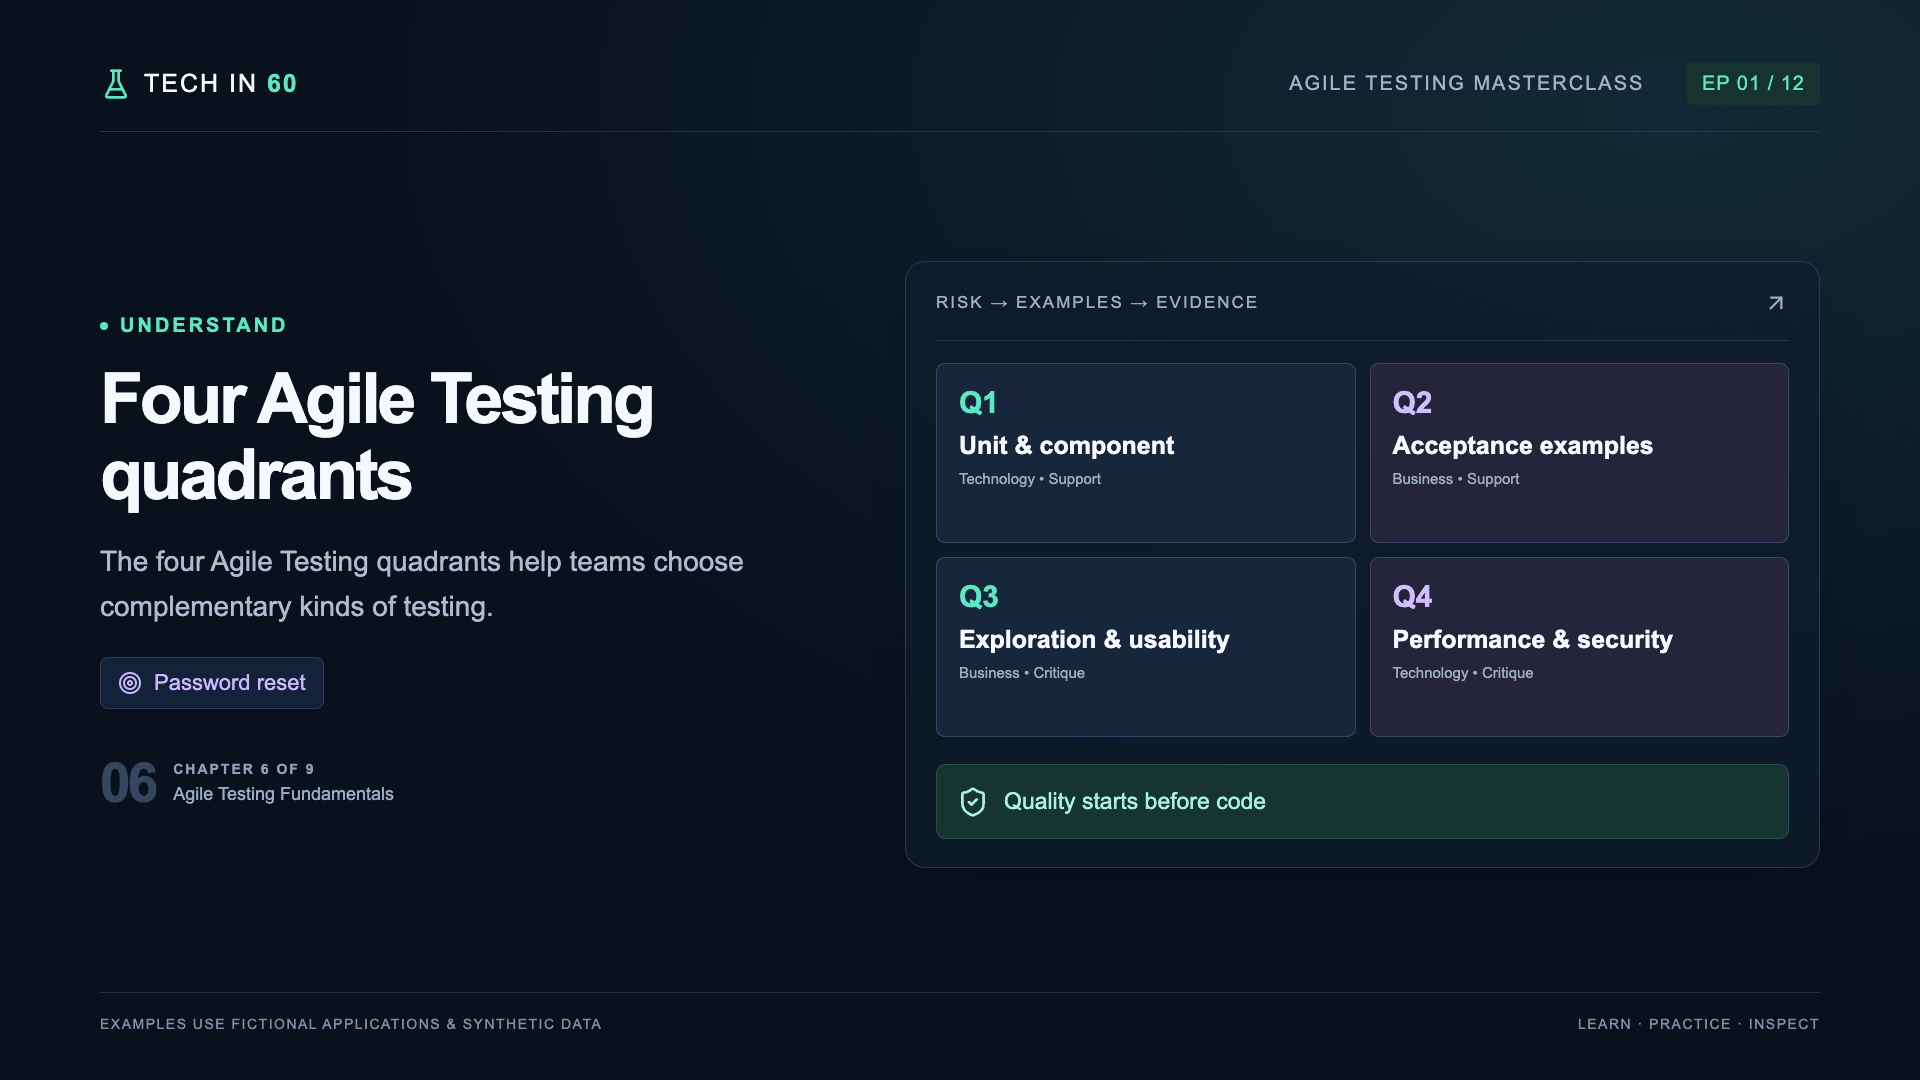 TECH IN 60
AGILE TESTING MASTERCLASS
EP 01 / 12
• UNDERSTAND
Four Agile Testing
quadrants
The four Agile Testing quadrants help teams choose
complementary kinds of testing.
Password reset
06
CHAPTER 6 OF 9
Agile Testing Fundamentals
RISK → EXAMPLES → EVIDENCE
Q1
Unit & component
Technology • Support
Q2
Acceptance examples
Business • Support
Q3
Exploration & usability
Business • Critique
Q4
Performance & security
Technology • Critique
Quality starts before code
EXAMPLES USE FICTIONAL APPLICATIONS & SYNTHETIC DATA
LEARN · PRACTICE · INSPECT